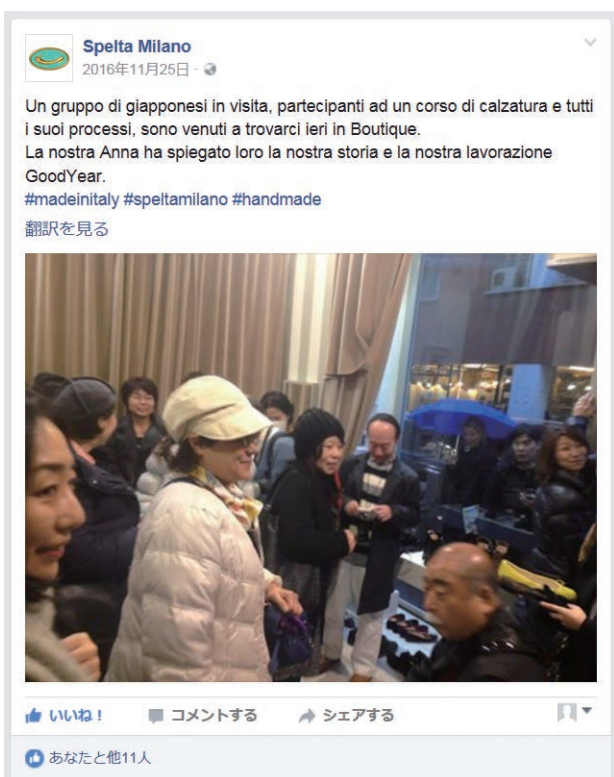 Spelta Milano
2016年11月25日 ·
Un gruppo di giapponesi in visita, partecipanti ad un corso di calzatura e tutti
i suoi processi, sono venuti a trovarci ieri in Boutique.
La nostra Anna ha spiegato loro la nostra storia e la nostra lavorazione
GoodYear.
#madeinitaly #speltamilano #handmade
翻訳を見る
いいね！ コメントする シェアする
あなたと他11人